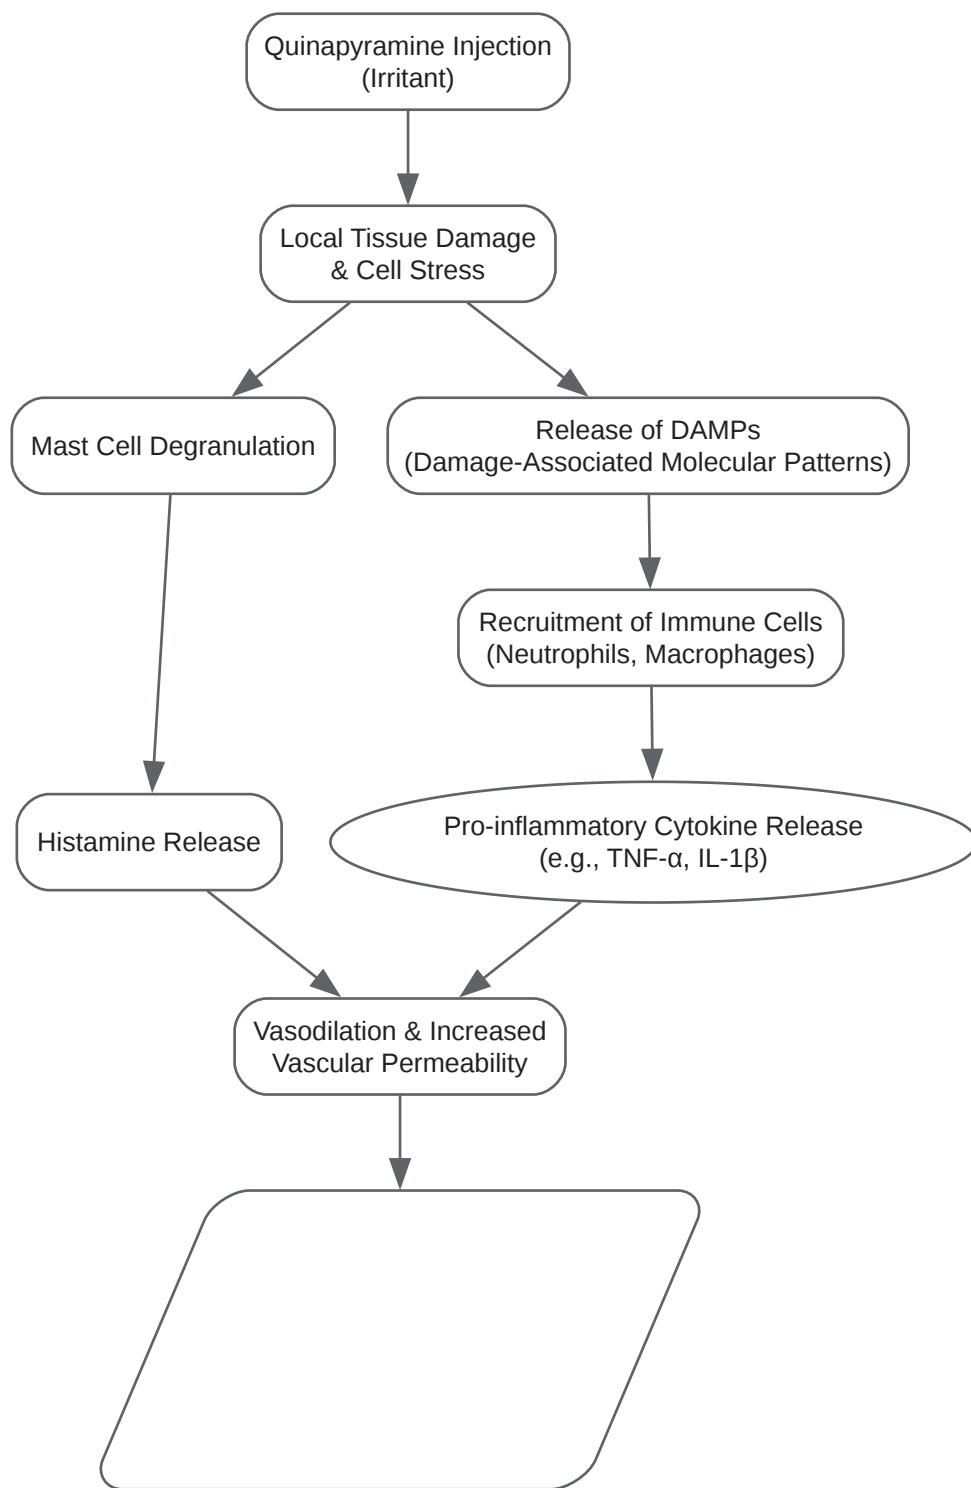 Quinapyramine Injection
(Irritant)
Local Tissue Damage
& Cell Stress
Mast Cell Degranulation
Release of DAMPs
(Damage-Associated Molecular Patterns)
Recruitment of Immune Cells
(Neutrophils, Macrophages)
Histamine Release
Pro-inflammatory Cytokine Release
(e.g., TNF-α, IL-1β)
Vasodilation & Increased
Vascular Permeability